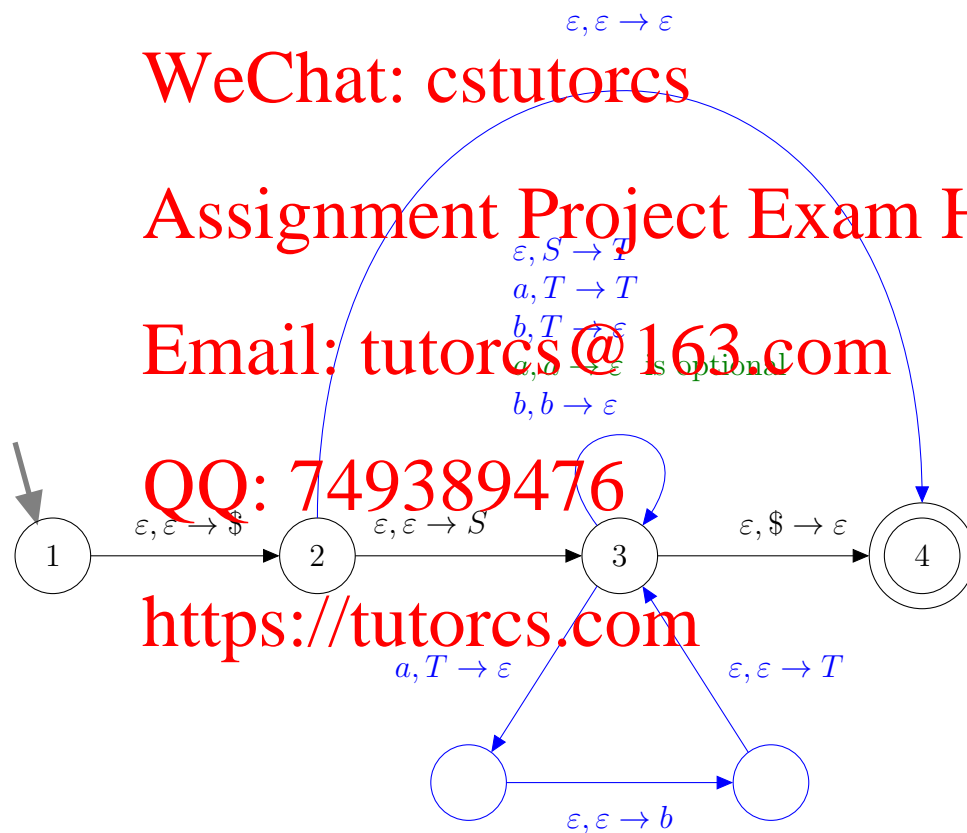 ε, ε → ε
WeChat: cstutorcs
Assignment Project Exam H
ε, S → T
a, T → T
b, T → ε
Email: tutorcs@163.com
a, a → ε is optional
b, b → ε
QQ: 749389476
ε, ε → $
ε, ε → S
ε, $ → ε
1
2
3
4
https://tutorcs.com
a, T → ε
ε, ε → T
ε, ε → b